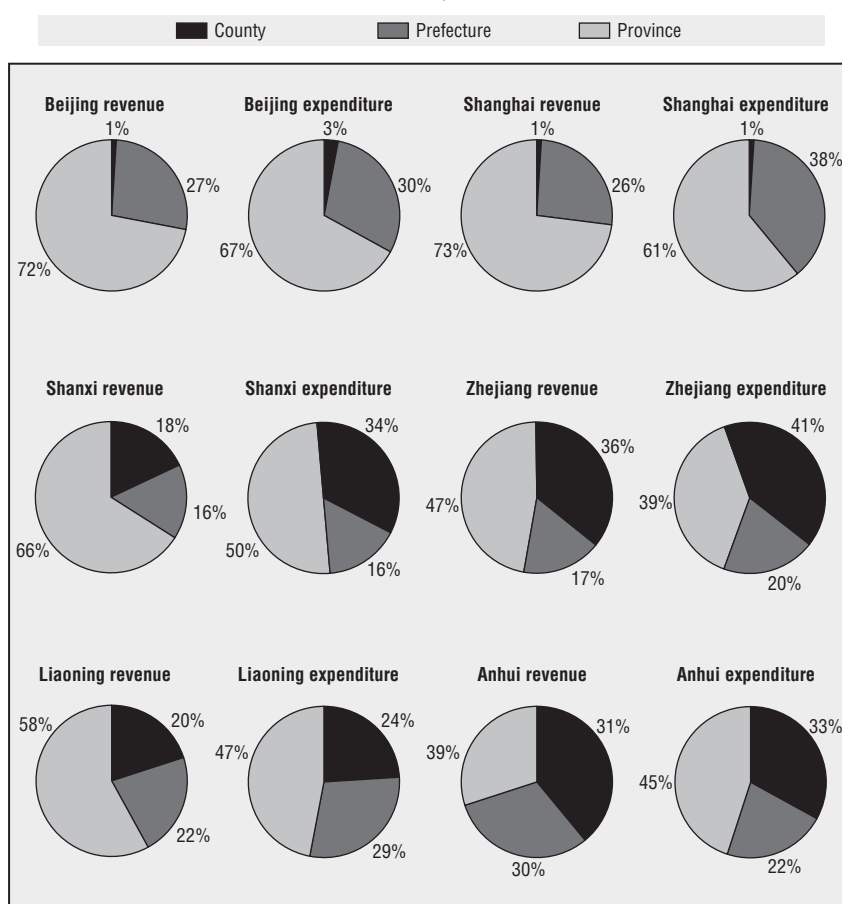 County Prefecture Province
Beijing revenue Beijing expenditure Shanghai revenue Shanghai expenditure
1% 3% 1% 1%
27% 30% 26% 38%
72% 67% 73% 61%
Shanxi revenue Shanxi expenditure Zhejiang revenue Zhejiang expenditure
18% 34% 36% 41%
16% 47% 39%
66% 50% 16% 17% 20%
Liaoning revenue Liaoning expenditure Anhui revenue Anhui expenditure
58% 20% 24% 31% 33%
47% 39% 45%
22% 29% 30% 22%